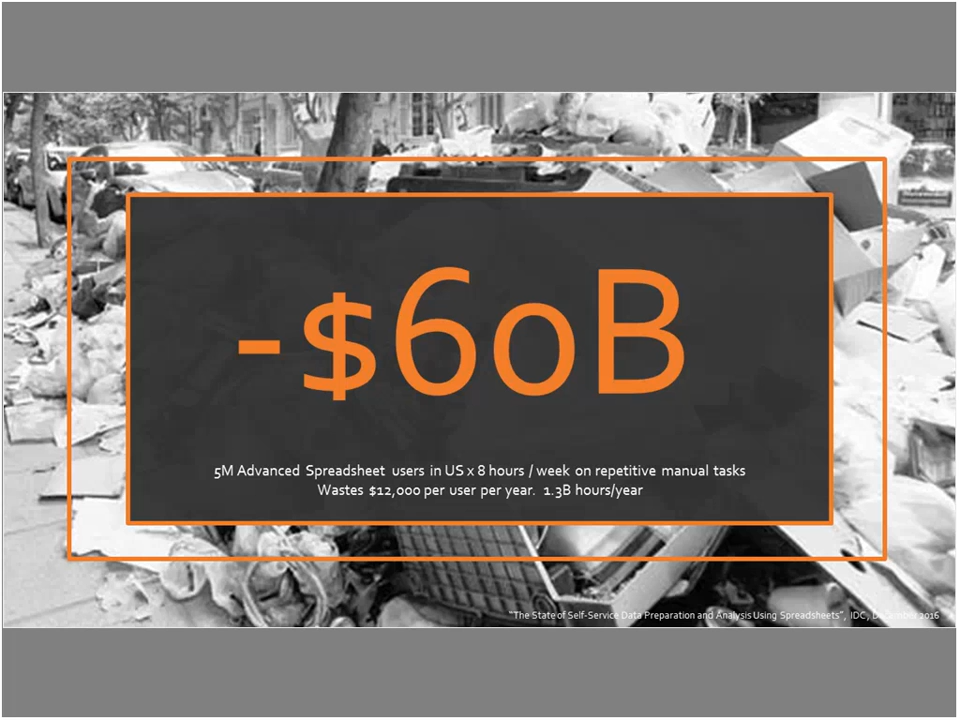 -$60B
5M Advanced Spreadsheet users in US x 8 hours / week on repetitive manual tasks
Wastes $12,000 per user per year. 1.3B hours/year
"The State of Self-Service Data Preparation and Analysis Using Spreadsheets", IDC, December 2016